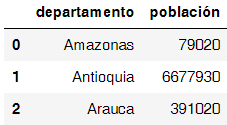 departamento población
0 Amazonas 79020
1 Antioquia 6677930
2 Arauca 391020